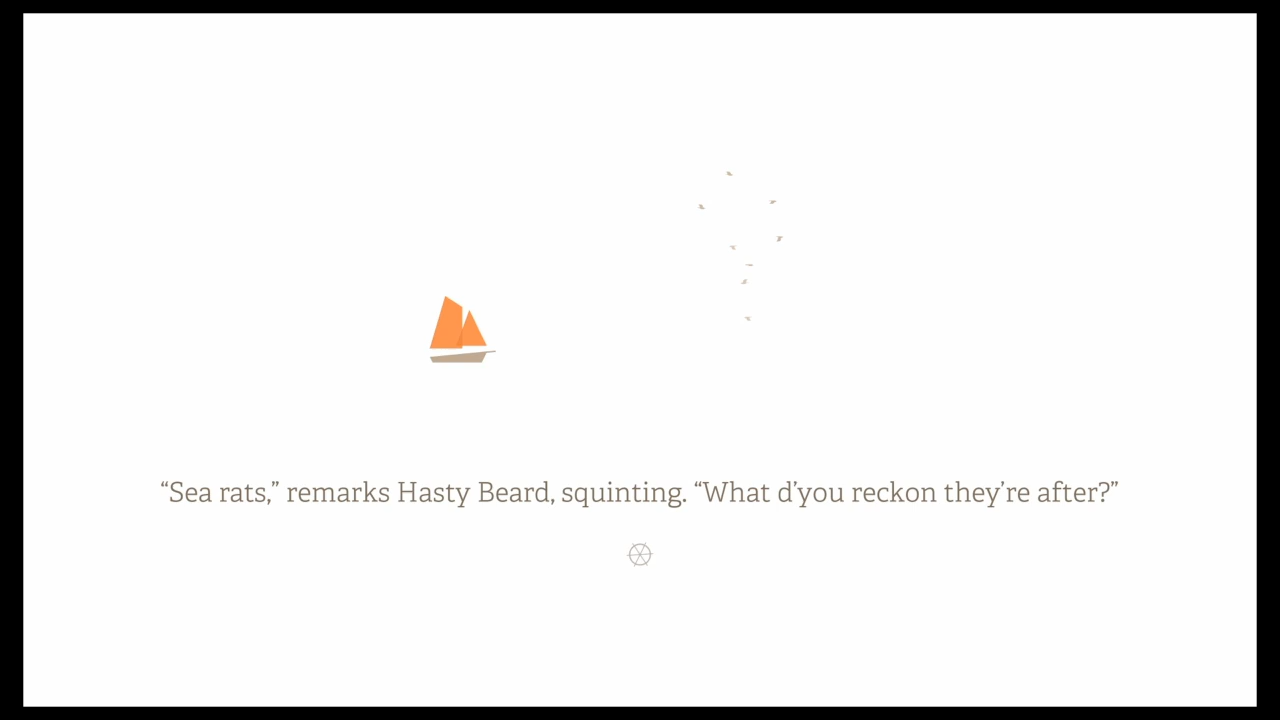 “Sea rats,” remarks Hasty Beard, squinting. “What d’you reckon they’re after?”